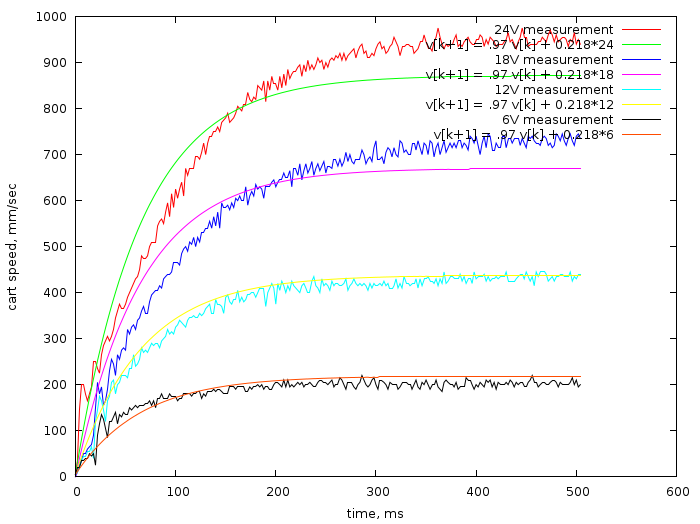 1000
900
800
700
600
500
400
300
200
100
0
cart speed, mm/sec
24V measurement
v[k+1] = .97 v[k] + 0.218*24
18V measurement
v[k+1] = .97 v[k] + 0.218*18
12V measurement
v[k+1] = .97 v[k] + 0.218*12
6V measurement
v[k+1] = .97 v[k] + 0.218*6
0 100 200 300 400 500 600
time, ms